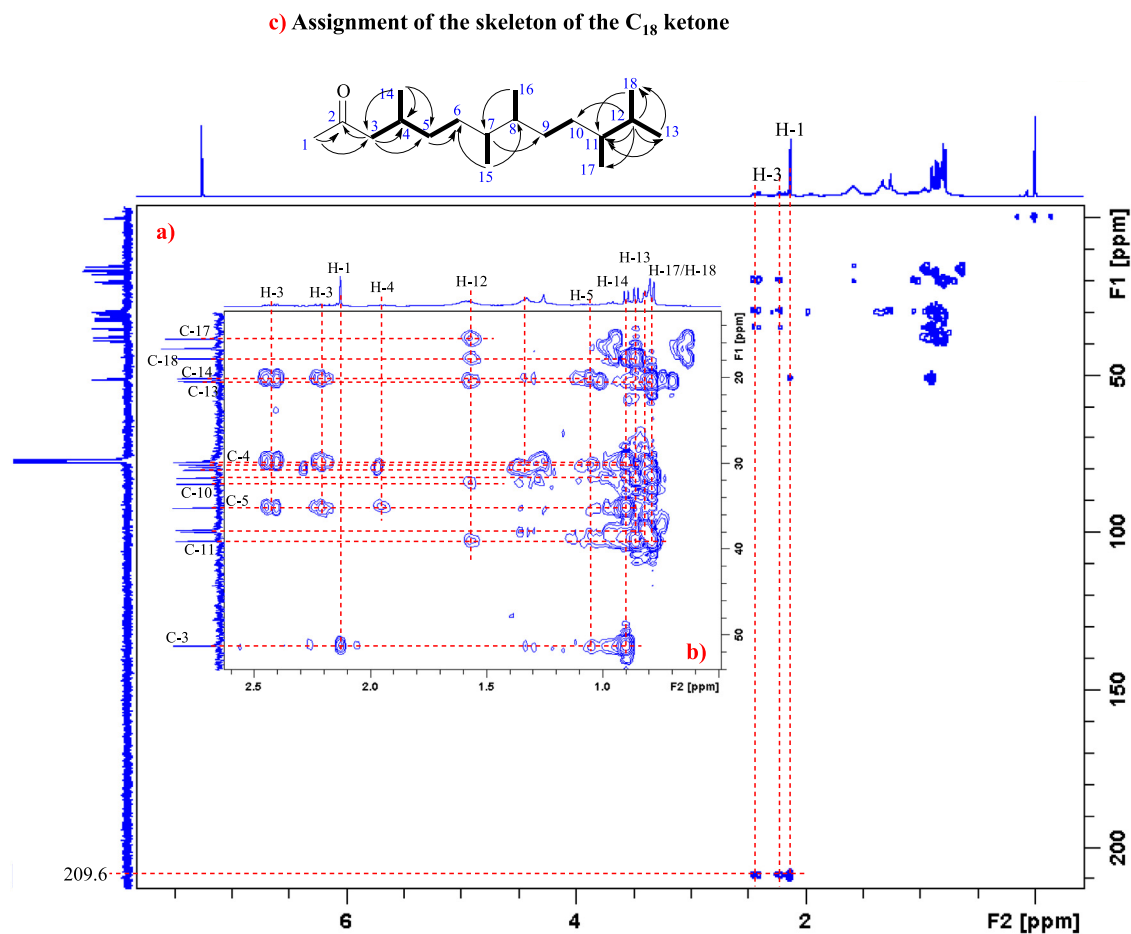 c) Assignment of the skeleton of the C18 ketone
O
14
16
18
2
6
12
3
4
5
7
8
9
10
11
13
1
15
17
H-1
H-3
a)
H-13
H-1
H-14
H-17/H-18
H-3
H-3
H-4
H-12
H-5
C-17
C-18
C-14
C-13
C-4
C-10
C-5
C-11
C-3
20
30
40
50
F1 [ppm]
b)
2.5
2.0
1.5
1.0
F2 [ppm]
F1 [ppm]
50
100
150
200
209.6
6
4
2
F2 [ppm]